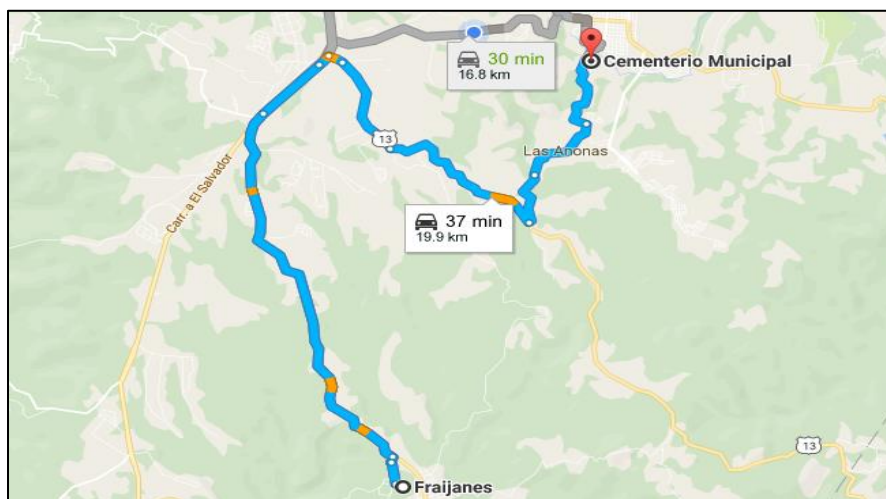 30 min
16.8 km
Cementerio Municipal
13
Las Anonas
Carr. a El Salvador
37 min
19.9 km
13
Fraijanes